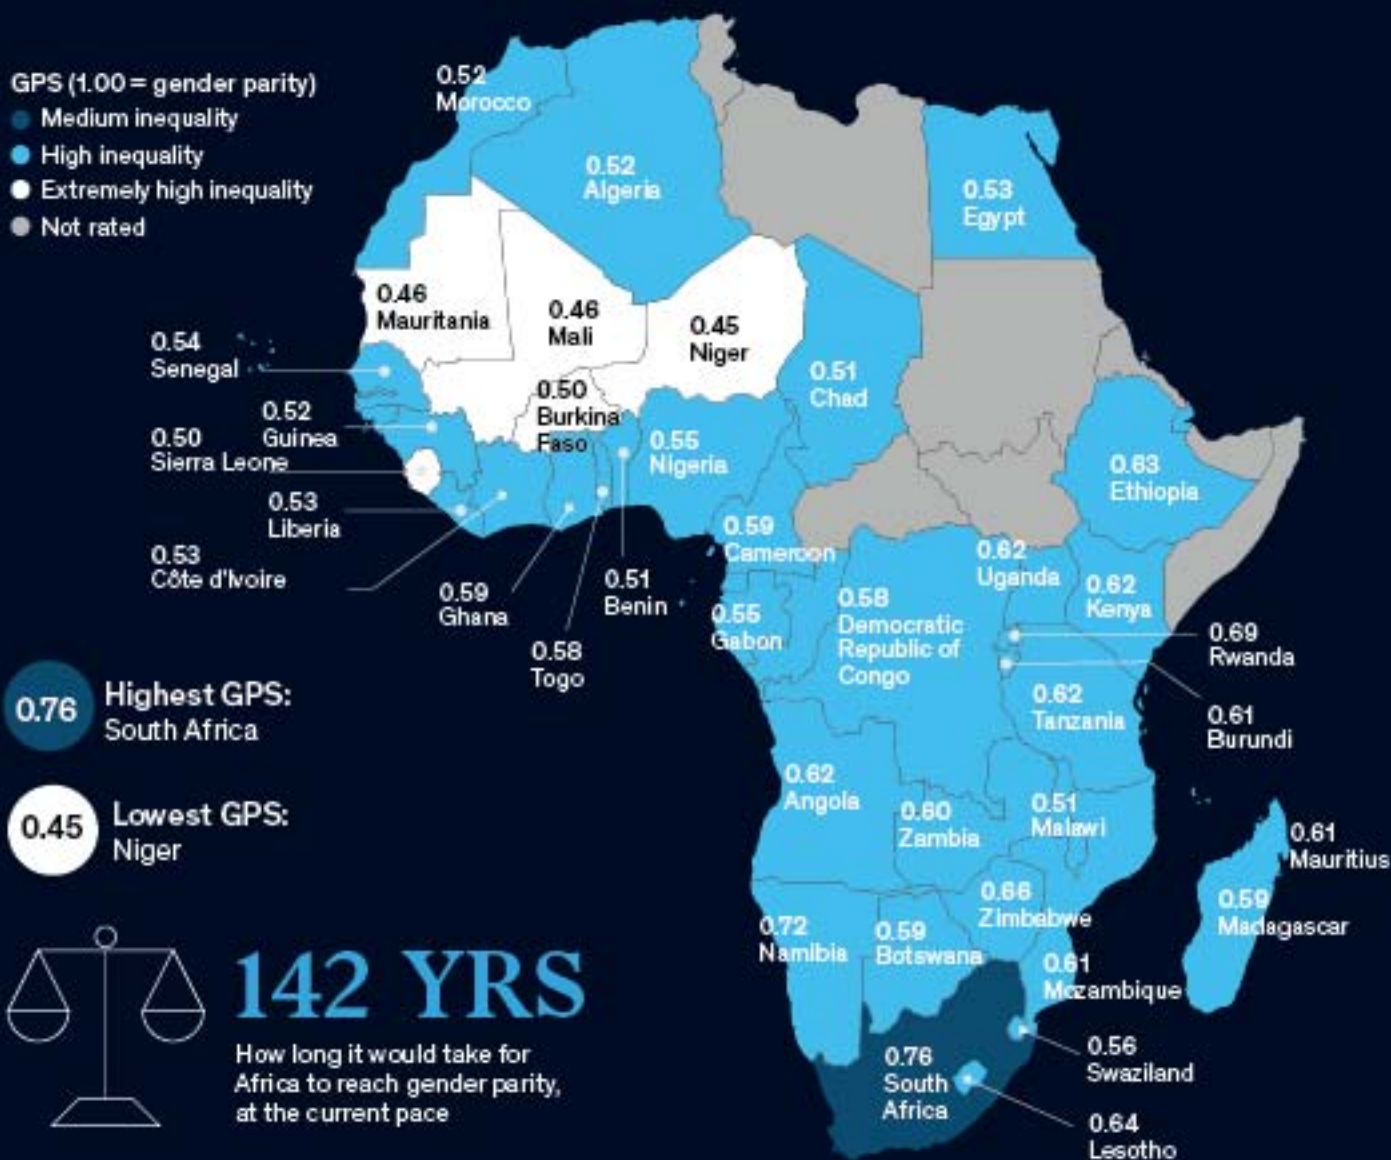 GPS (1.00 = gender parity)
Medium inequality
High inequality
Extremely high inequality
Not rated
0.52
Morocco
0.52
Algeria
0.53
Egypt
0.46
Mauritania
0.46
Mali
0.45
Niger
0.51
Chad
0.54
Senegal
0.52
Guinea
0.50
Sierra Leone
0.50
Burkina
Faso
0.55
Nigeria
0.63
Ethiopia
0.53
Liberia
0.53
Côte d'Ivoire
0.59
Ghana
0.58
Togo
0.51
Benin
0.59
Cameroon
0.55
Gabon
0.58
Democratic
Republic of
Congo
0.62
Uganda
0.62
Kenya
0.69
Rwanda
0.61
Burundi
0.62
Tanzania
0.76
Highest GPS:
South Africa
0.45
Lowest GPS:
Niger
0.62
Angola
0.60
Zambia
0.51
Malawi
0.61
Mauritius
0.59
Madagascar
0.66
Zimbabwe
0.72
Namibia
0.59
Botswana
0.61
Mozambique
0.56
Swaziland
0.76
South
Africa
0.64
Lesotho
142 YRS
How long it would take for
Africa to reach gender parity,
at the current pace